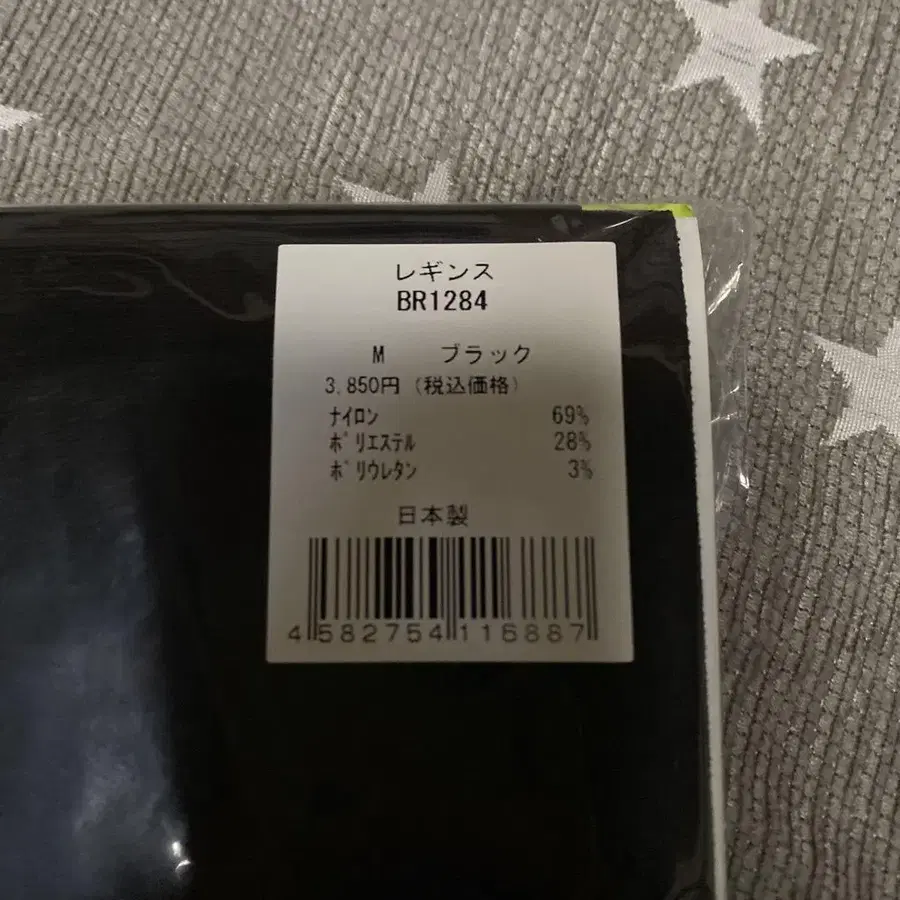 レギンス
BR1284
M ブラック
3,850円 (税込価格)
ﾅｲﾛﾝ 69%
ﾎﾟﾘｴｽﾃﾙ 28%
ﾎﾟﾘｳﾚﾀﾝ 3%
日本製
4582754116887